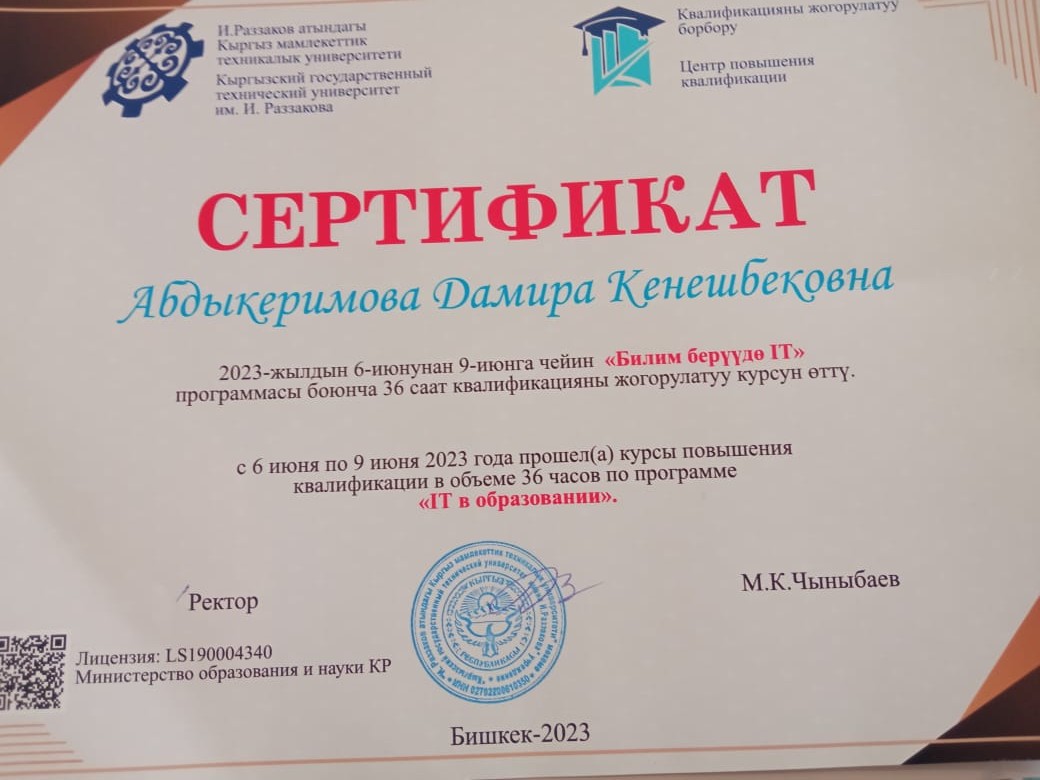 И.Раззаков атындагы
Кыргыз мамлекеттик
техникалык университети
Кыргызский государственный
технический университет
им. И. Раззакова
Квалификацияны жогорулатуу
борбору
Центр повышения
квалификации
СЕРТИФИКАТ
Абдыкеримова Дамира Кенешбековна
2023-жылдын 6-июнунан 9-июнга чейин «Билим берүүдө IT»
программасы боюнча 36 саат квалификацияны жогорулатуу курсун өттү.
с 6 июня по 9 июня 2023 года прошел(а) курсы повышения
квалификации в объеме 36 часов по программе
«IT в образовании».
Ректор
М.К.Чыныбаев
Лицензия: LS190004340
Министерство образования и науки КР
КЫРГЫЗ
РЕСПУБЛИКАСЫ
Бишкек-2023